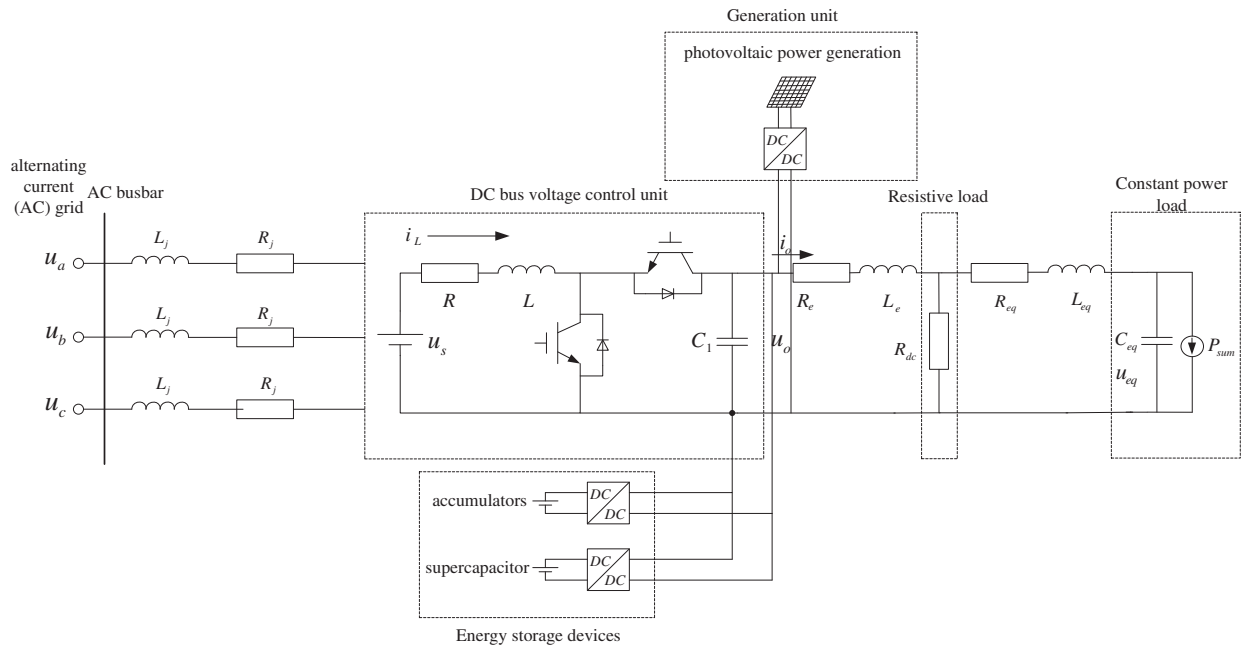 Generation unit
photovoltaic power generation
DC
DC
alternating
current
(AC) grid
AC busbar
DC bus voltage control unit
Resistive load
Constant power
load
u_a
L_j
R_j
u_b
L_j
R_j
u_c
L_j
R_j
i_L
R
L
u_s
C_1
u_o
i_o
R_e
L_e
R_dc
R_eq
L_eq
C_eq
u_eq
P_sum
accumulators
DC
DC
supercapacitor
DC
DC
Energy storage devices